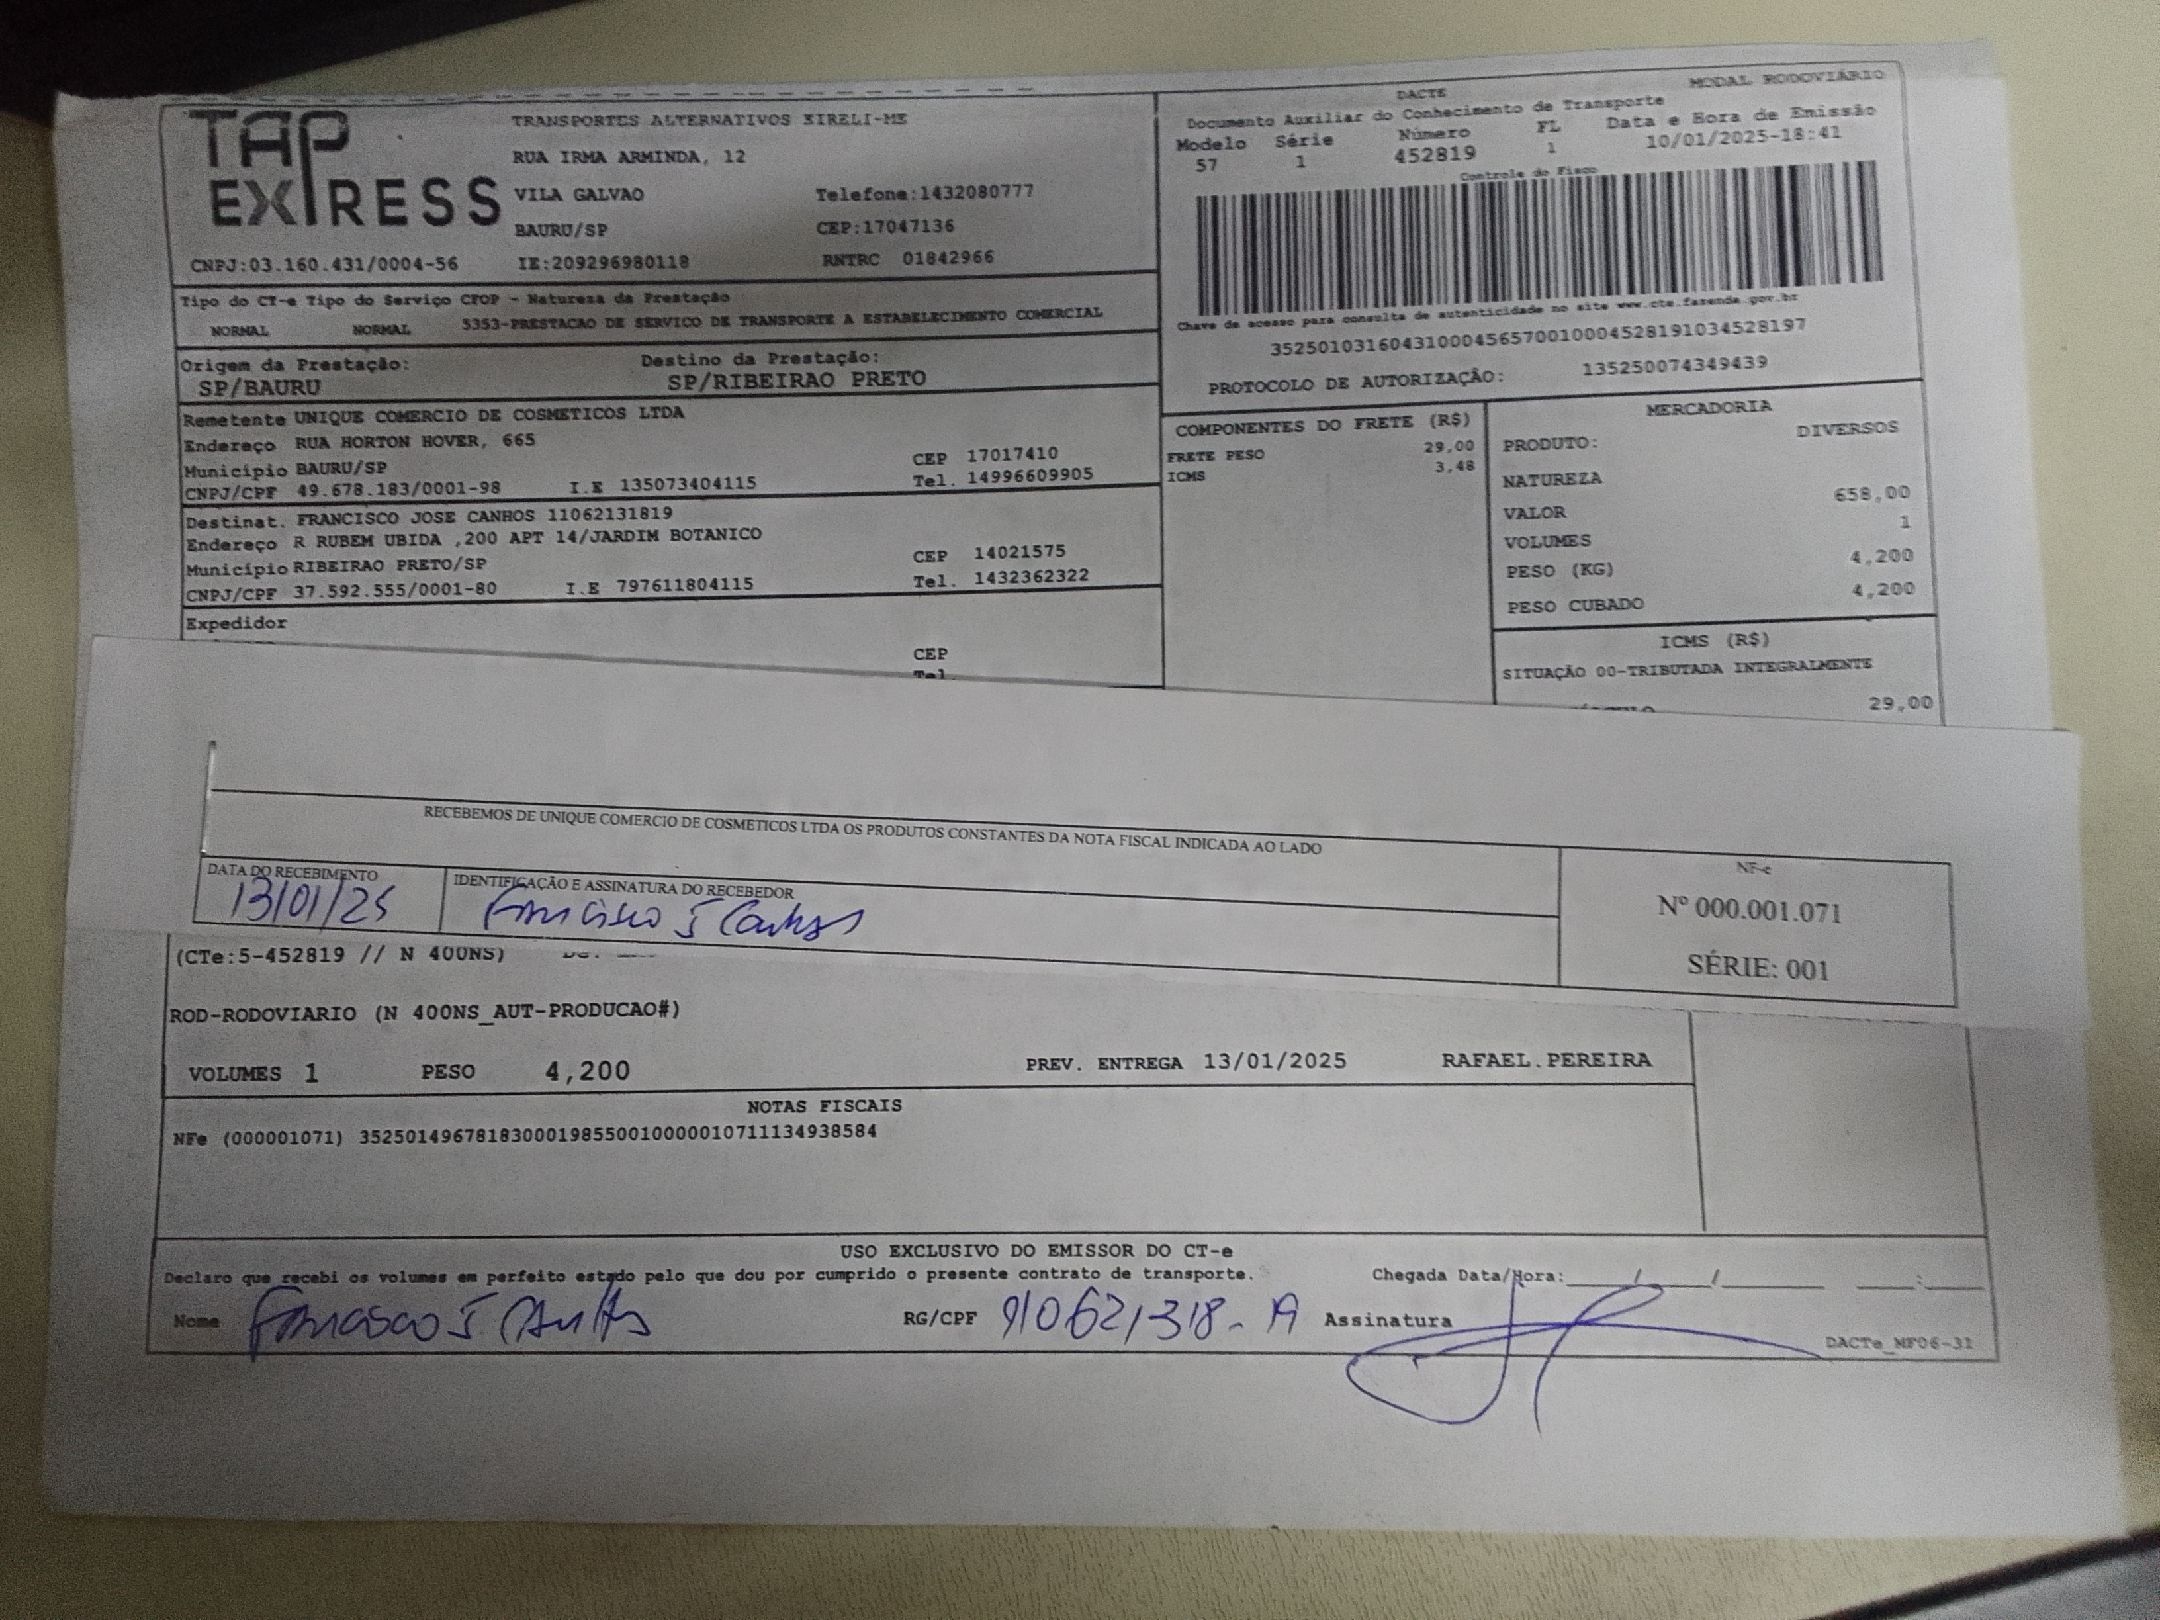 TAP EXPRESS
TRANSPORTES ALTERNATIVOS EIRELI-ME
RUA IRMA ARMINDA, 12
VILA GALVAO Telefone:1432080777
BAURU/SP CEP:17047136
CNPJ:03.160.431/0004-56 IE:209296980118 RNTRC 01842966
DACTE MODAL RODOVIÁRIO
Documento Auxiliar do Conhecimento de Transporte
Modelo Série Número FL Data e Hora de Emissão
57 1 452819 1 10/01/2025-18:41
Controle do Fisco
Chave de acesso para consulta de autenticidade no site www.cte.fazenda.gov.br
35250103160431000456570010004528191034528197
PROTOCOLO DE AUTORIZAÇÃO: 135250074349439
Tipo do CT-e Tipo do Serviço CFOP - Natureza da Prestação
NORMAL NORMAL 5353-PRESTACAO DE SERVICO DE TRANSPORTE A ESTABELECIMENTO COMERCIAL
Origem da Prestação: Destino da Prestação:
SP/BAURU SP/RIBEIRAO PRETO
Remetente UNIQUE COMERCIO DE COSMETICOS LTDA
Endereço RUA HORTON HOVER, 665
Município BAURU/SP CEP 17017410
CNPJ/CPF 49.678.183/0001-98 I.E 135073404115 Tel. 14996609905
Destinat. FRANCISCO JOSE CANHOS 11062131819
Endereço R RUBEM UBIDA ,200 APT 14/JARDIM BOTANICO
Município RIBEIRAO PRETO/SP CEP 14021575
CNPJ/CPF 37.592.555/0001-80 I.E 797611804115 Tel. 1432362322
Expedidor
CEP
Tel
COMPONENTES DO FRETE (R$)
FRETE PESO 29,00
ICMS 3,48
MERCADORIA
PRODUTO: DIVERSOS
NATUREZA
VALOR 658,00
VOLUMES 1
PESO (KG) 4,200
PESO CUBADO 4,200
ICMS (R$)
SITUAÇÃO 00-TRIBUTADA INTEGRALMENTE
29,00
RECEBEMOS DE UNIQUE COMERCIO DE COSMETICOS LTDA OS PRODUTOS CONSTANTES DA NOTA FISCAL INDICADA AO LADO
DATA DO RECEBIMENTO IDENTIFICAÇÃO E ASSINATURA DO RECEBEDOR
13/01/25 Francisco J Canhos
NF-e
Nº 000.001.071
SÉRIE: 001
(CTe:5-452819 // N 400NS)
ROD-RODOVIARIO (N 400NS_AUT-PRODUCAO#)
VOLUMES 1 PESO 4,200 PREV. ENTREGA 13/01/2025 RAFAEL.PEREIRA
NOTAS FISCAIS
NFe (000001071) 35250149678183000198550010000010711134938584
USO EXCLUSIVO DO EMISSOR DO CT-e
Declaro que recebi os volumes em perfeito estado pelo que dou por cumprido o presente contrato de transporte. Chegada Data/Hora:____/____/______ ___:___
Nome Francisco J Canhos RG/CPF Assinatura
DACTe_MF06-31